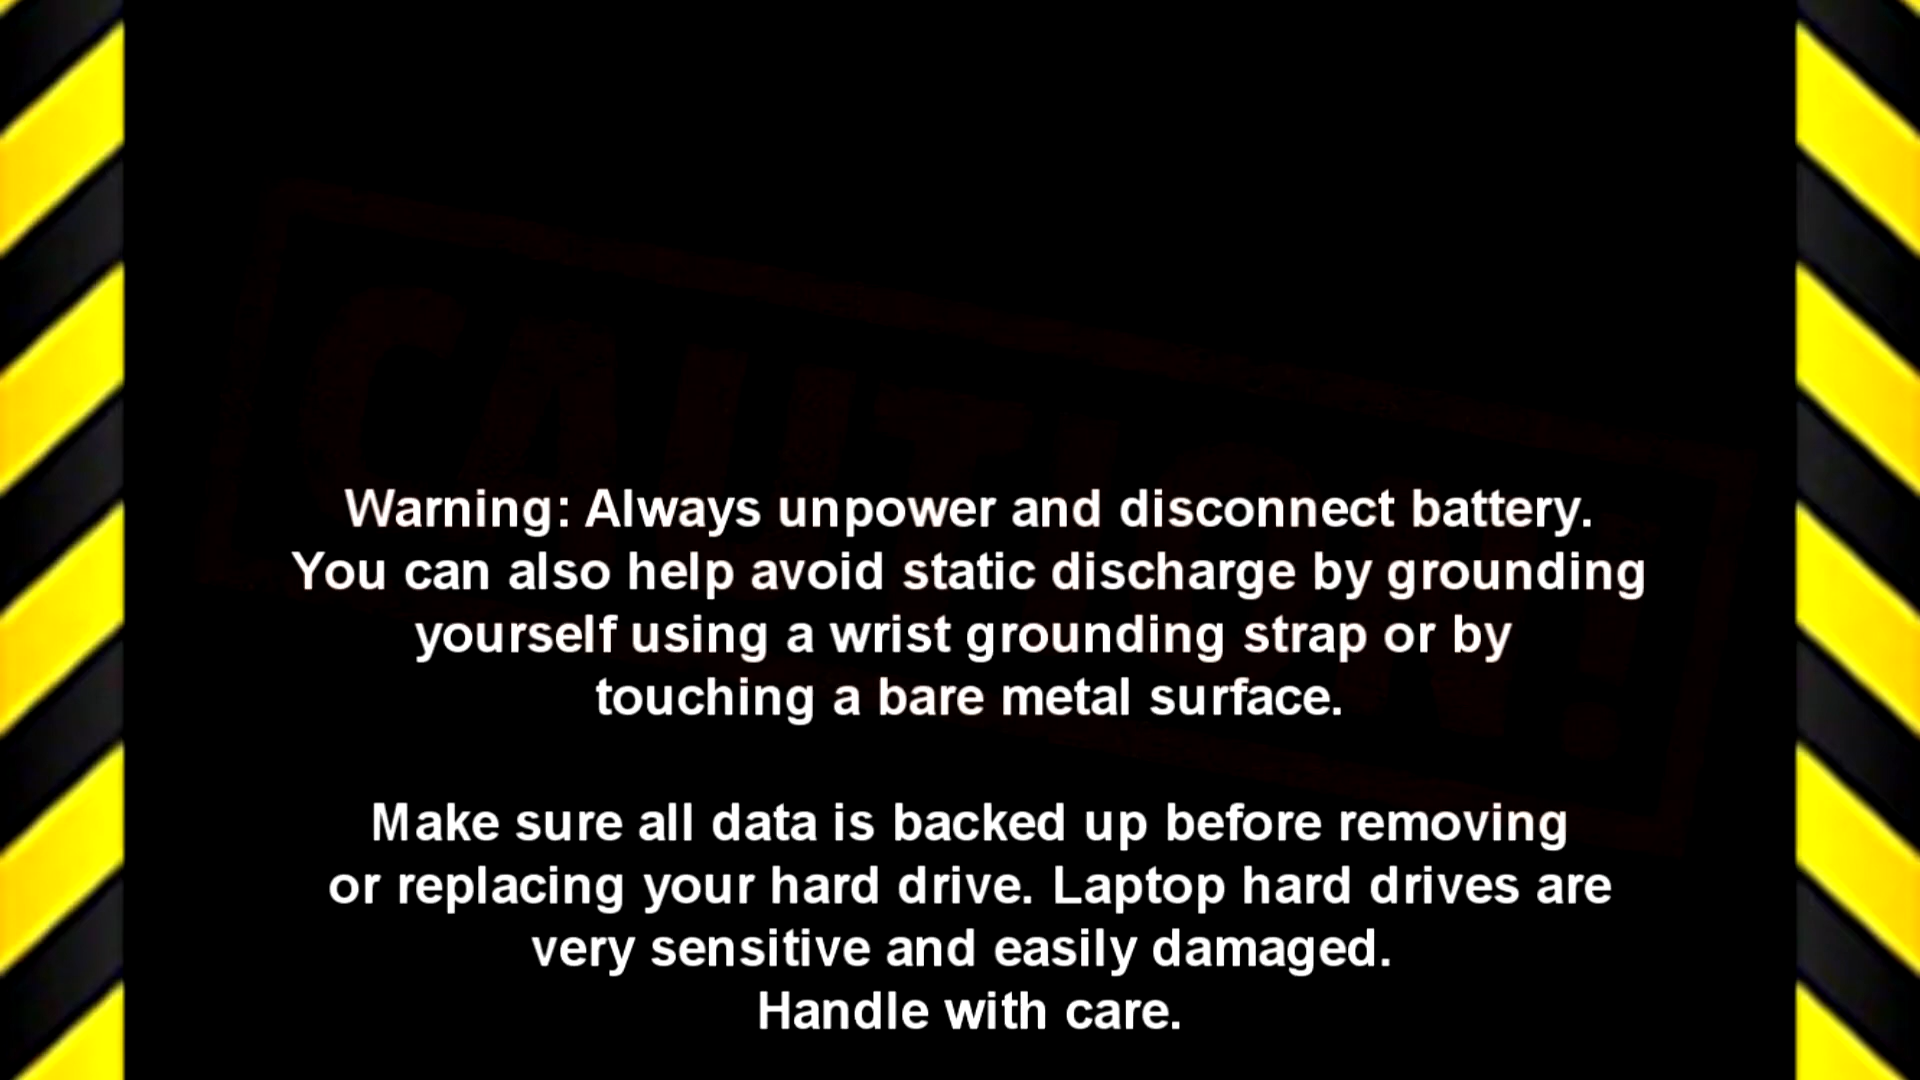 CAUTION!
Warning: Always unpower and disconnect battery.
You can also help avoid static discharge by grounding
yourself using a wrist grounding strap or by
touching a bare metal surface.
Make sure all data is backed up before removing
or replacing your hard drive. Laptop hard drives are
very sensitive and easily damaged.
Handle with care.